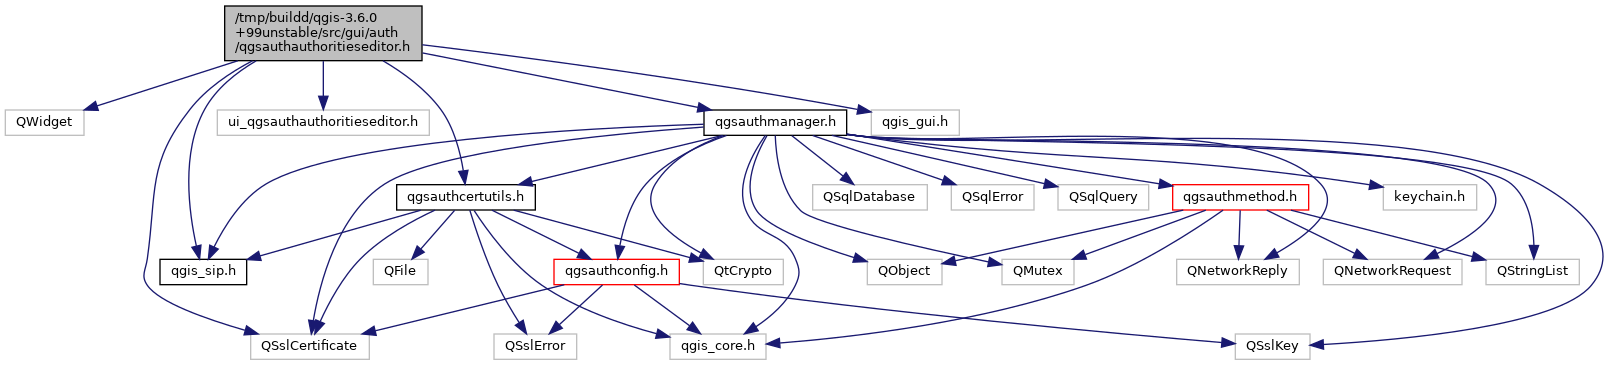 /tmp/buildd/qgis-3.6.0
+99unstable/src/gui/auth
/qgsauthauthoritieseditor.h
QWidget
ui_qgsauthauthoritieseditor.h
qgsauthmanager.h
qgis_gui.h
qgsauthcertutils.h
QSqlDatabase
QSqlError
QSqlQuery
qgsauthmethod.h
keychain.h
qgis_sip.h
QFile
qgsauthconfig.h
QtCrypto
QObject
QMutex
QNetworkReply
QNetworkRequest
QStringList
QSslCertificate
QSslError
qgis_core.h
QSslKey